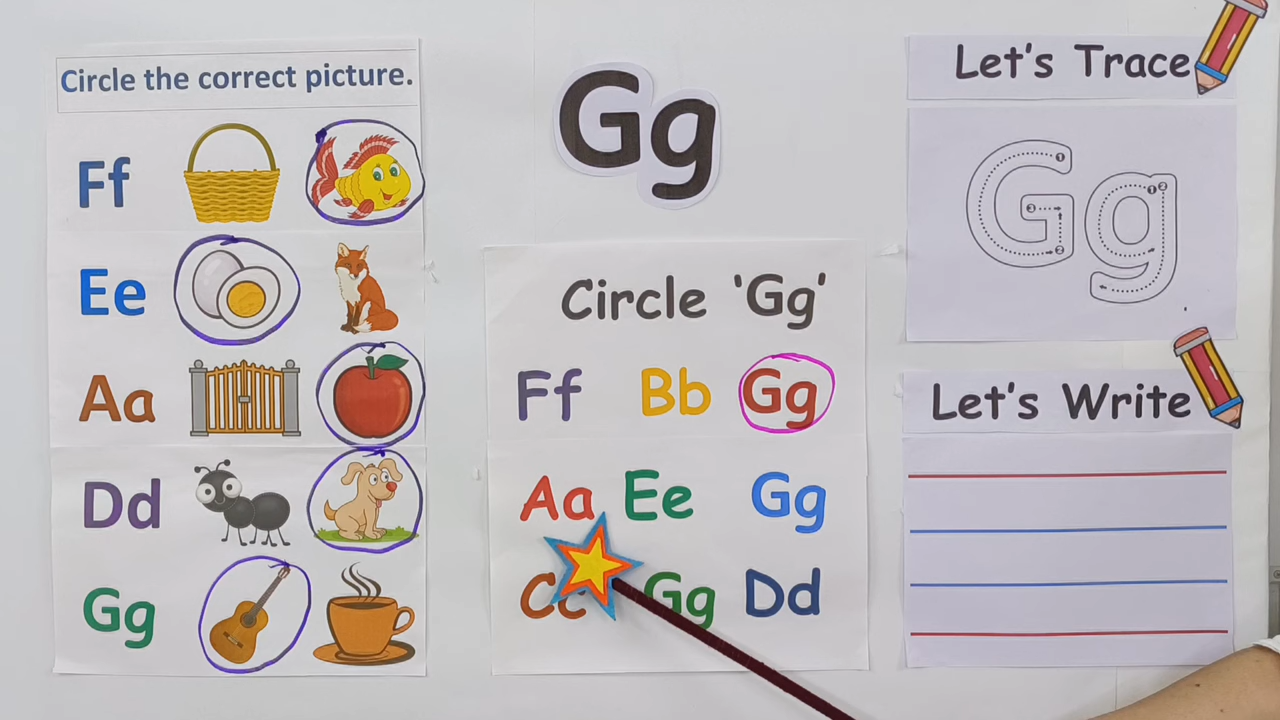 Circle the correct picture.
Ff
Ee
Aa
Dd
Gg
Gg
Circle 'Gg'
Ff Bb Gg
Aa Ee Gg
Cc Gg Dd
Let's Trace
Gg
Let's Write